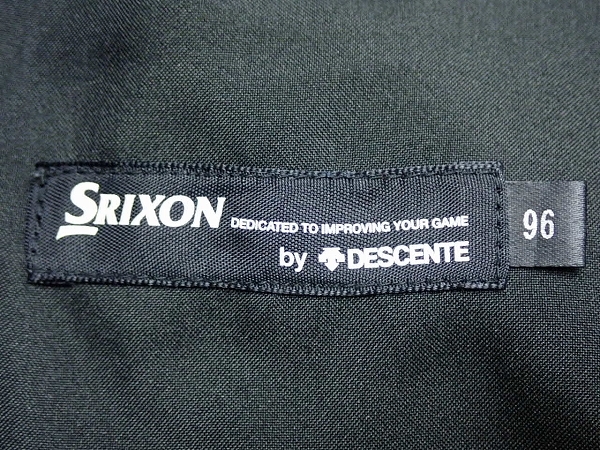 SRIXON DEDICATED TO IMPROVING YOUR GAME
by DESCENTE
96